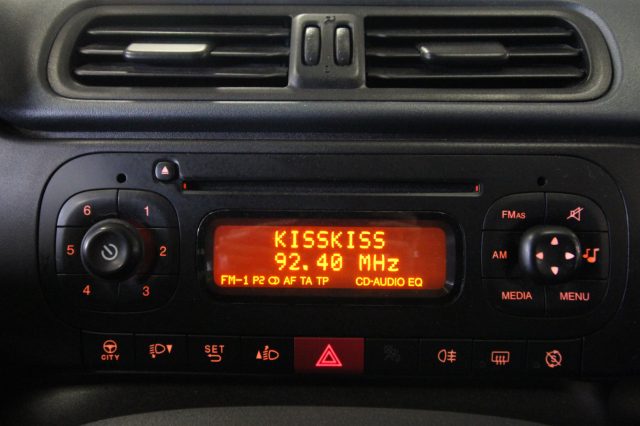 KISSKISS
92.40 MHz
FM-1 P2 CD AF TA TP CD-AUDIO EQ
6 1
5 2
4 3
FMAS
AM
MEDIA MENU
CITY
SET